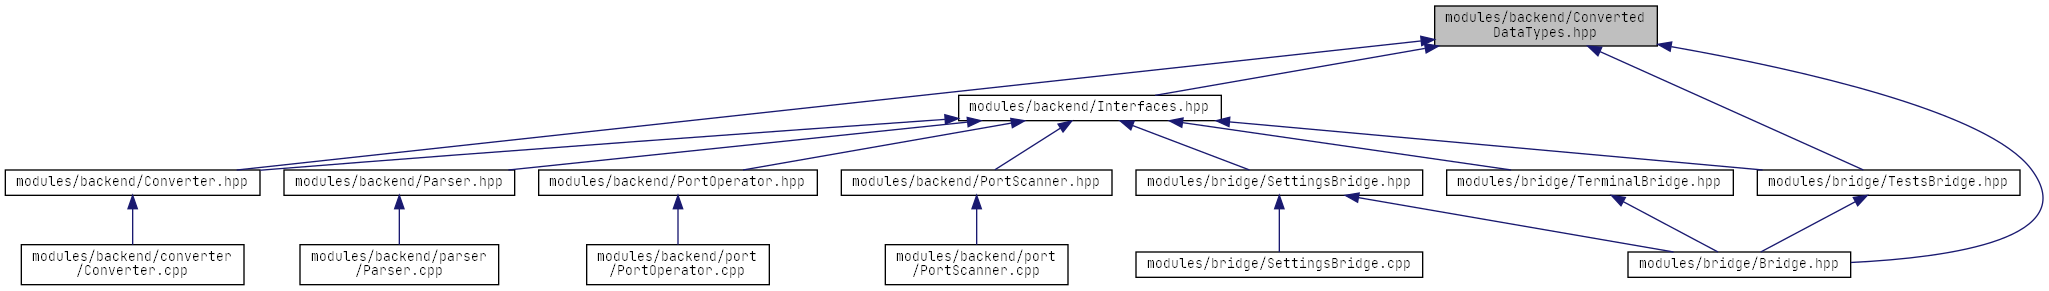 modules/backend/Converted
DataTypes.hpp
modules/backend/Interfaces.hpp
modules/backend/Converter.hpp
modules/backend/Parser.hpp
modules/backend/PortOperator.hpp
modules/backend/PortScanner.hpp
modules/bridge/SettingsBridge.hpp
modules/bridge/TerminalBridge.hpp
modules/bridge/TestsBridge.hpp
modules/backend/converter
/Converter.cpp
modules/backend/parser
/Parser.cpp
modules/backend/port
/PortOperator.cpp
modules/backend/port
/PortScanner.cpp
modules/bridge/SettingsBridge.cpp
modules/bridge/Bridge.hpp